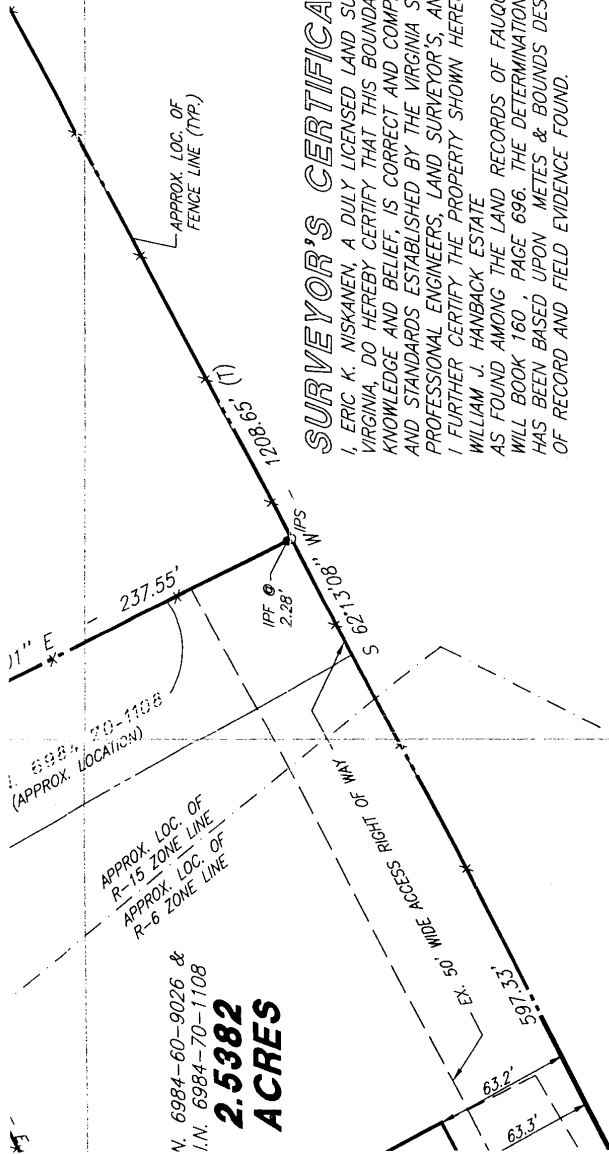 APPROX. LOC. OF
FENCE LINE (TYP.)
1208.65' (T)
237.55'
01" E
IPF @
2.28'
IPS
S 62°13'08" W
6984-70-1108
(APPROX. LOCATION)
APPROX. LOC. OF
R-15 ZONE LINE
APPROX. LOC. OF
R-6 ZONE LINE
EX. 50' WIDE ACCESS RIGHT OF WAY
N. 6984-60-9026 &
I.N. 6984-70-1108
2.5382
ACRES
597.33'
63.2'
63.3'
E
SURVEYOR'S CERTIFICA
I, ERIC K. NISKANEN, A DULY LICENSED LAND SU
VIRGINIA, DO HEREBY CERTIFY THAT THIS BOUNDA
KNOWLEDGE AND BELIEF, IS CORRECT AND COMP
AND STANDARDS ESTABLISHED BY THE VIRGINIA S
PROFESSIONAL ENGINEERS, LAND SURVEYOR'S, AN
I FURTHER CERTIFY THE PROPERTY SHOWN HERE
WILLIAM J. HANBACK ESTATE
AS FOUND AMONG THE LAND RECORDS OF FAUQ
WILL BOOK 160 , PAGE 696. THE DETERMINATION
HAS BEEN BASED UPON METES & BOUNDS DES
OF RECORD AND FIELD EVIDENCE FOUND.